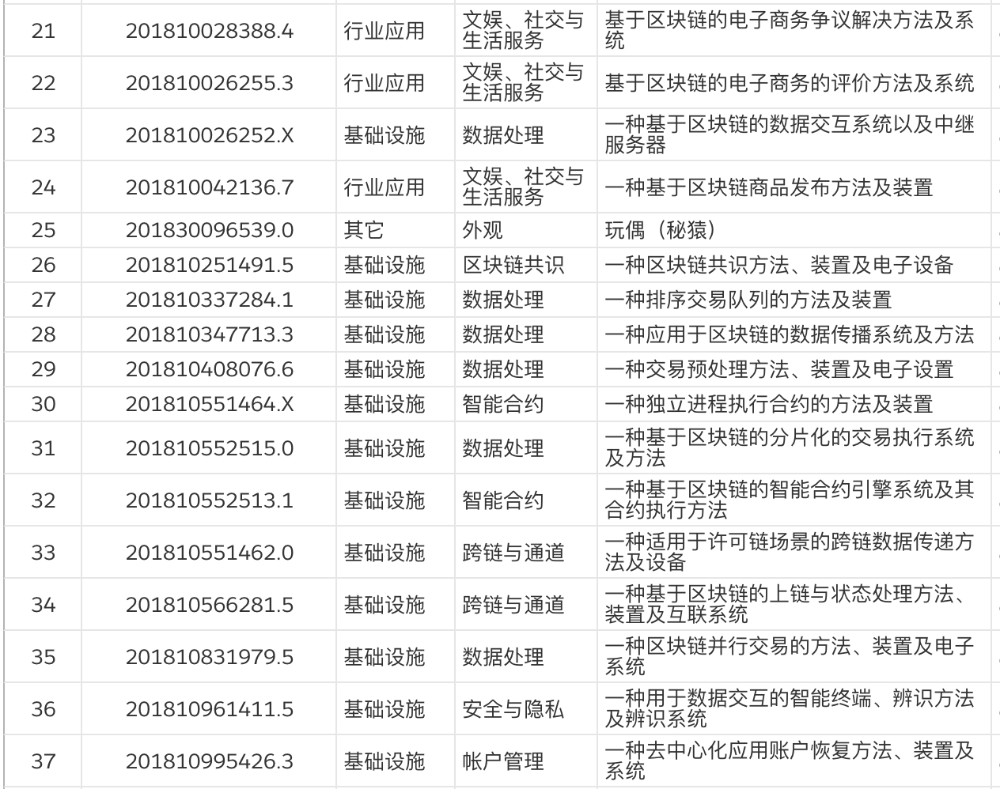 21 201810028388.4 行业应用 文娱、社交与 基于区块链的电子商务争议解决方法及系
生活服务 统
22 201810026255.3 行业应用 文娱、社交与 基于区块链的电子商务的评价方法及系统
生活服务
23 201810026252.X 基础设施 数据处理 一种基于区块链的数据交互系统以及中继
服务器
24 201810042136.7 行业应用 文娱、社交与 一种基于区块链商品发布方法及装置
生活服务
25 201830096539.0 其它 外观 玩偶（秘猿）
26 201810251491.5 基础设施 区块链共识 一种区块链共识方法、装置及电子设备
27 201810337284.1 基础设施 数据处理 一种排序交易队列的方法及装置
28 201810347713.3 基础设施 数据处理 一种应用于区块链的数据传播系统及方法
29 201810408076.6 基础设施 数据处理 一种交易预处理方法、装置及电子设置
30 201810551464.X 基础设施 智能合约 一种独立进程执行合约的方法及装置
31 201810552515.0 基础设施 数据处理 一种基于区块链的分片化的交易执行系统
及方法
32 201810552513.1 基础设施 智能合约 一种基于区块链的智能合约引擎系统及其
合约执行方法
33 201810551462.0 基础设施 跨链与通道 一种适用于许可链场景的跨链数据传递方
法及设备
34 201810566281.5 基础设施 跨链与通道 一种基于区块链的上链与状态处理方法、
装置及互联系统
35 201810831979.5 基础设施 数据处理 一种区块链并行交易的方法、装置及电子
系统
36 201810961411.5 基础设施 安全与隐私 一种用于数据交互的智能终端、辨识方法
及辨识系统
37 201810995426.3 基础设施 帐户管理 一种去中心化应用账户恢复方法、装置及
系统